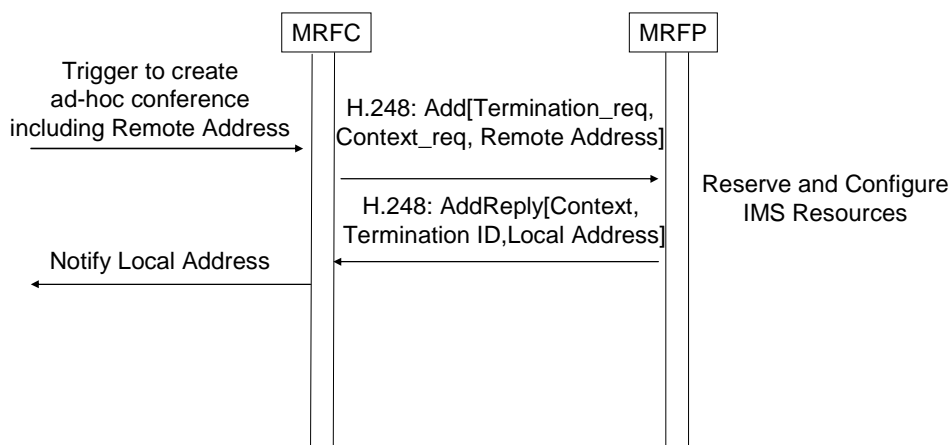 MRFC
MRFP
Trigger to create
ad-hoc conference
including Remote Address
H.248: Add[Termination_req,
Context_req, Remote Address]
Reserve and Configure
IMS Resources
H.248: AddReply[Context,
Termination ID,Local Address]
Notify Local Address